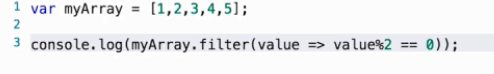 1 var myArray = [1,2,3,4,5];
2
3 console.log(myArray.filter(value => value%2 == 0));